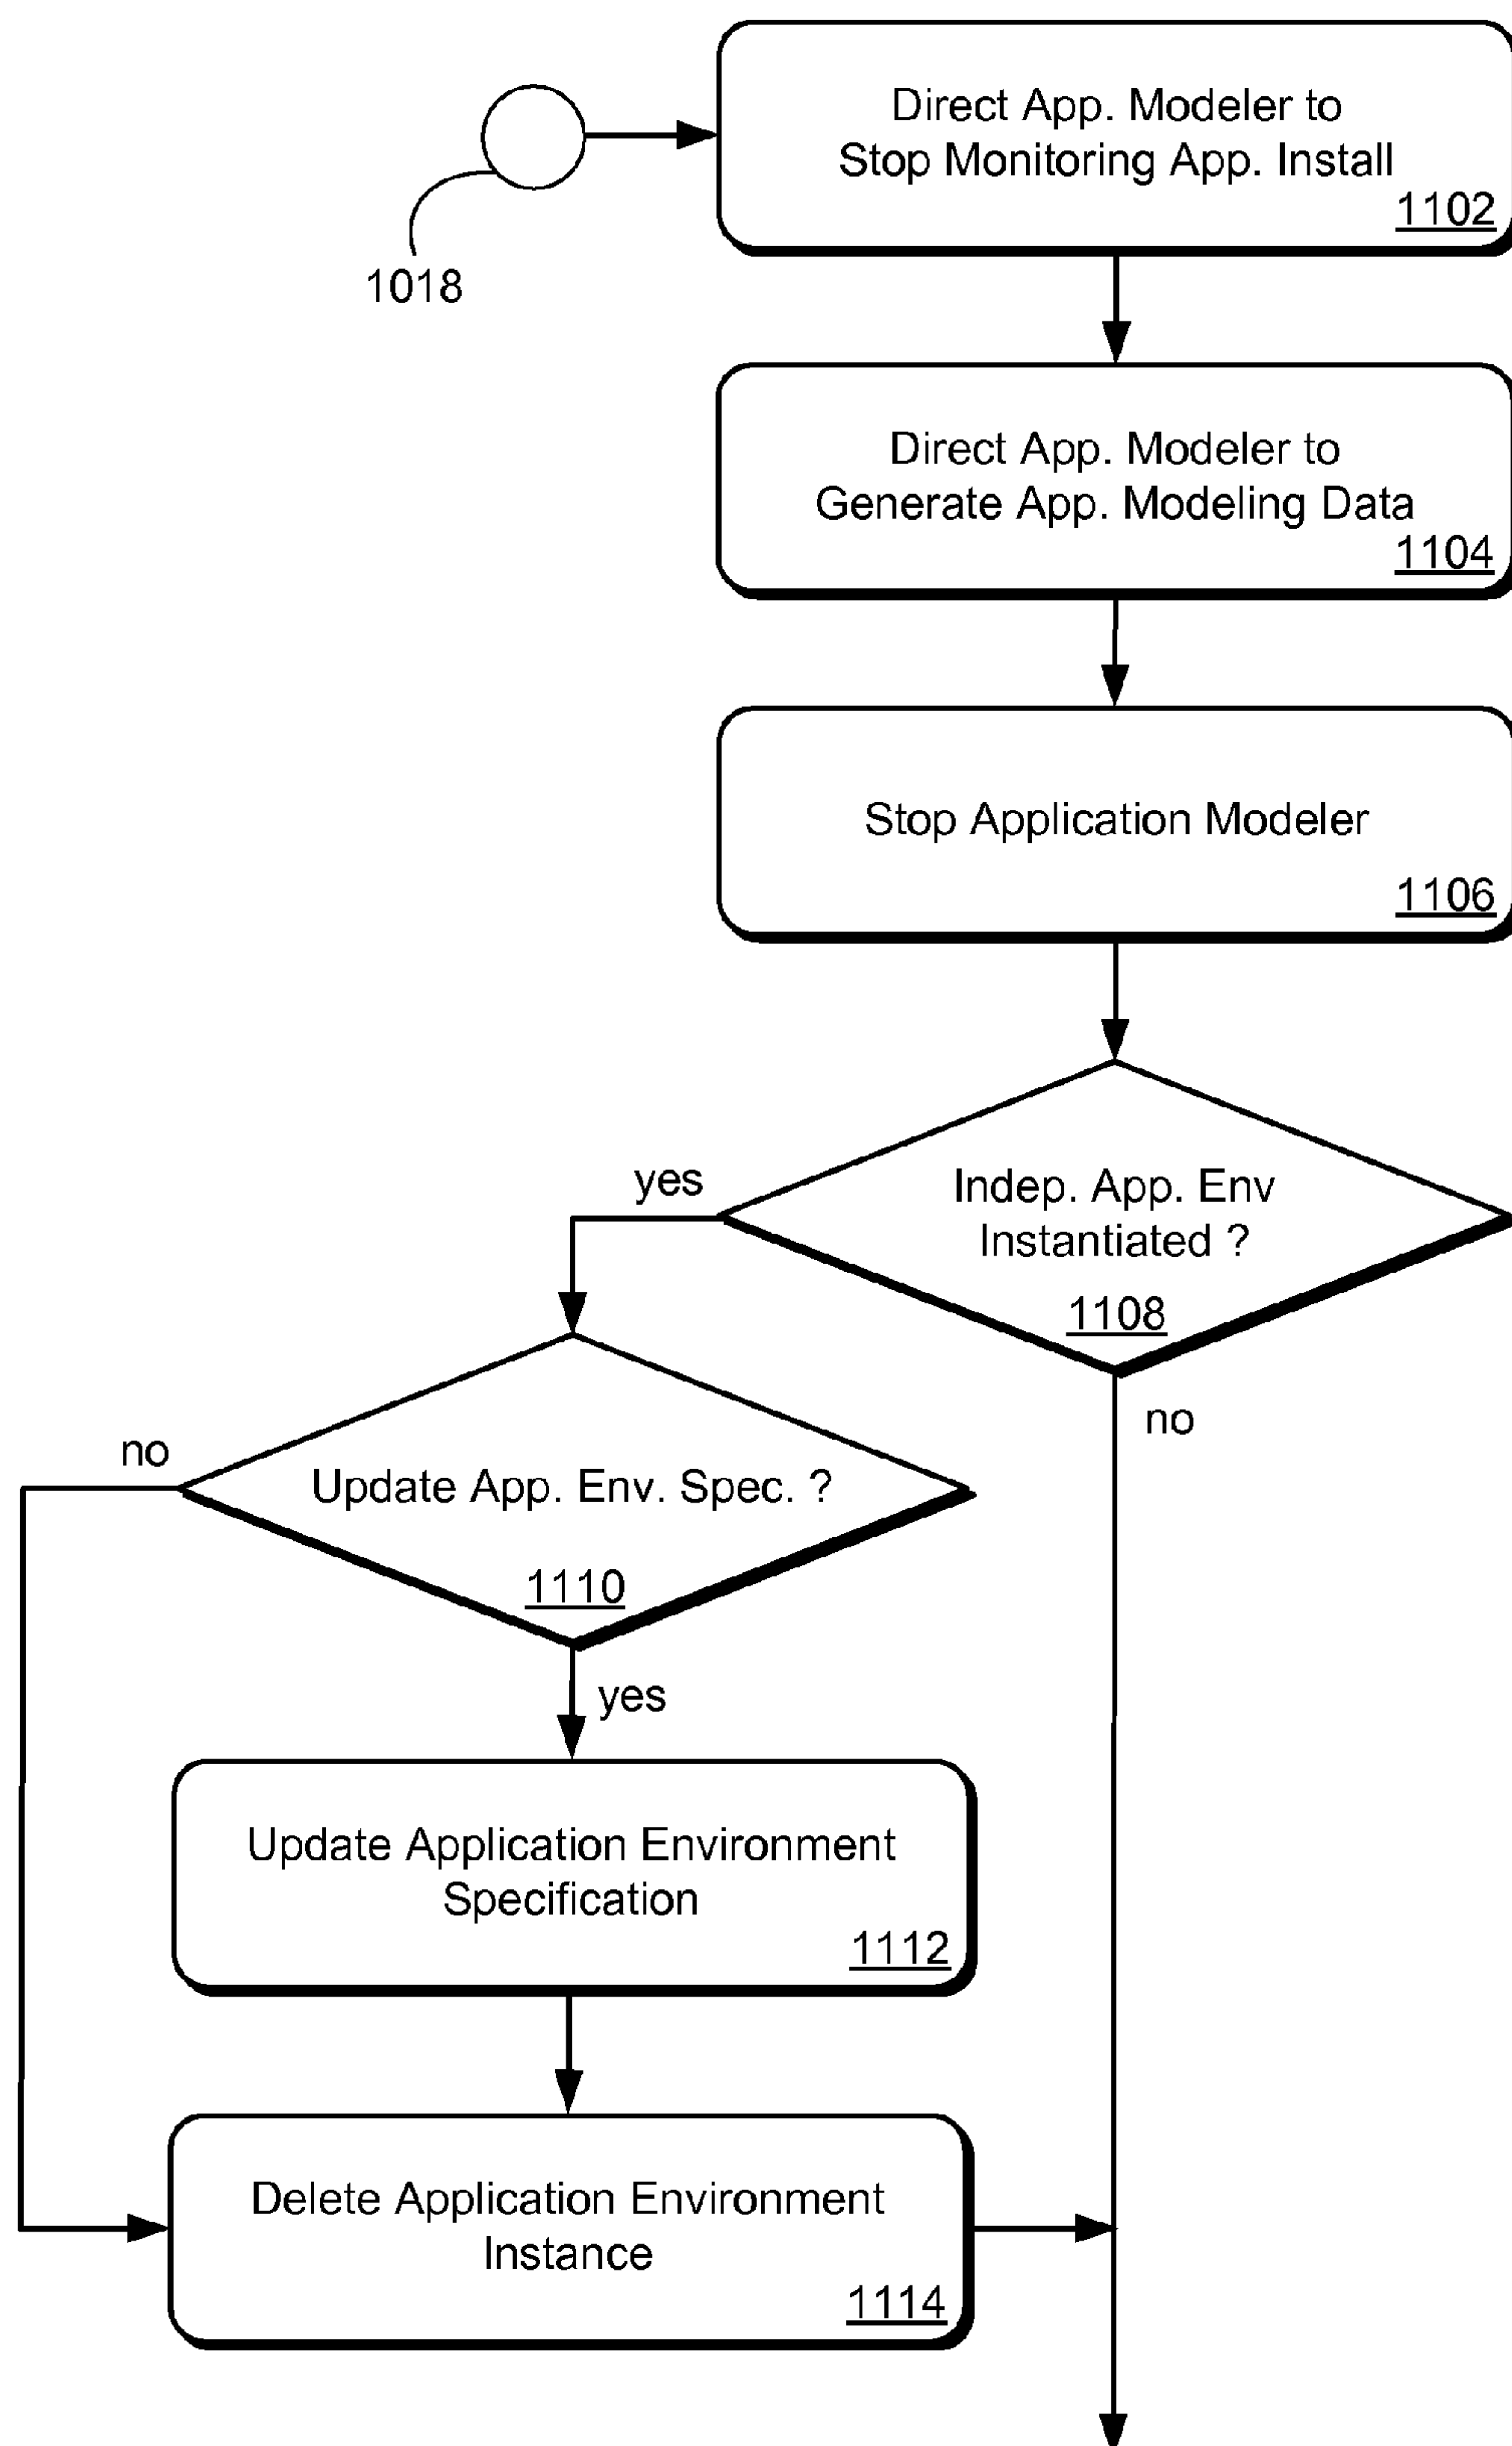 Direct App. Modeler to
Stop Monitoring App. Install
1102
1018
Direct App. Modeler to
Generate App. Modeling Data
1104
Stop Application Modeler
1106
yes
Indep. App. Env
Instantiated ?
1108
no
no
Update App. Env. Spec. ?
1110
yes
Update Application Environment
Specification
1112
Delete Application Environment
Instance
1114